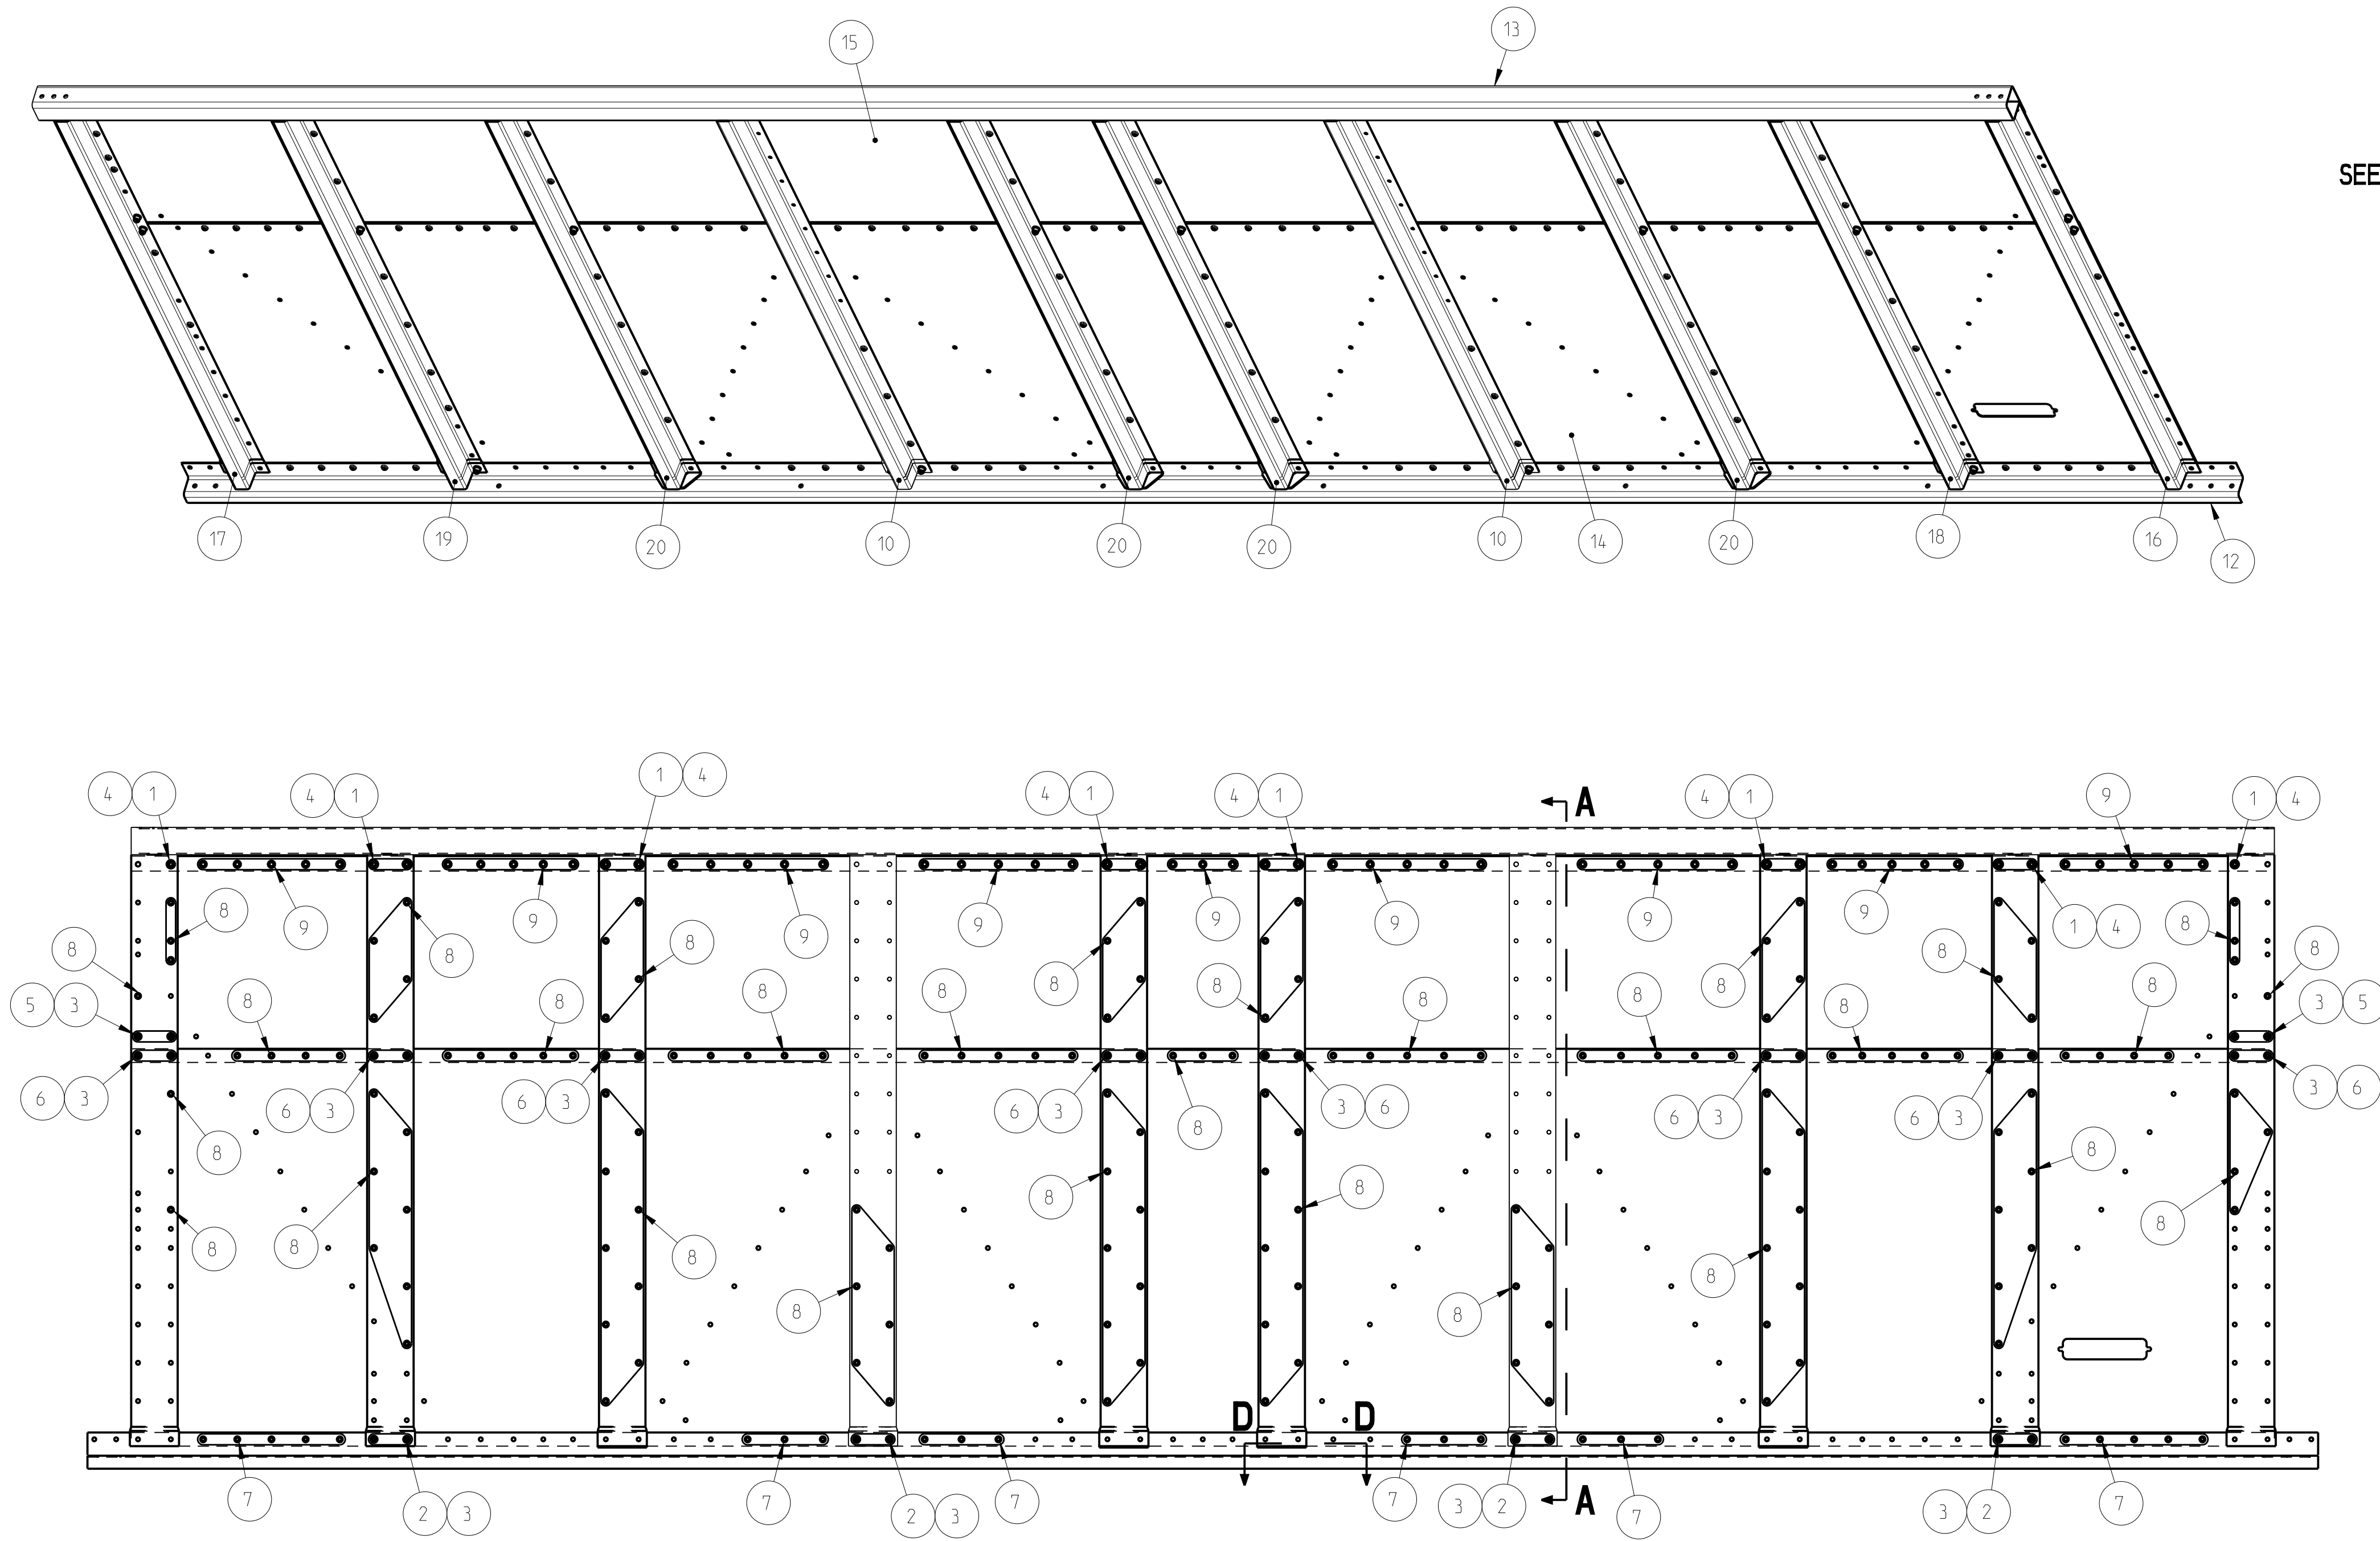 15 13
SEE
17 19 20 10 20 20 10 14 20 18 16 12
4 1 4 1 1 4 4 1 4 1 A 4 1 9 1 4
8 9 8 9 8 9 8 9 9 8 9 9 8 9 8 1 4 8 8
8
5 3 8 8 8 8 8 8 8 8 3 5
6 3 6 3 6 3 6 3 8 3 6 6 3 6 3 3 6
8 8 8 8 8 8 8
8 8 8 8
8 8
D D
7 2 3 7 2 3 7 7 3 2 A 7 3 2 7